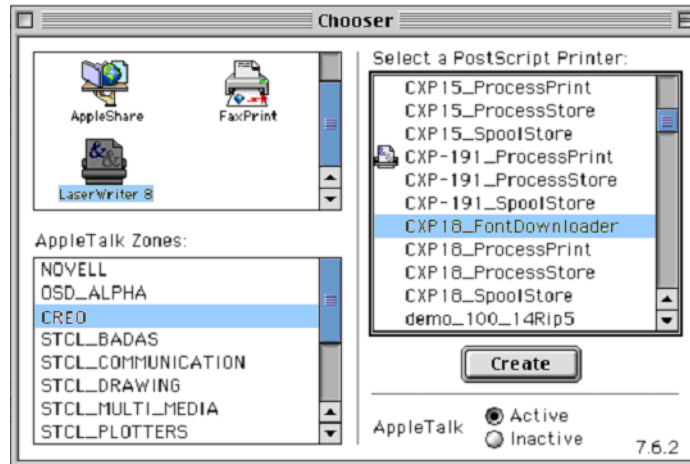 Chooser
AppleShare
FaxPrint
LaserWriter 8
AppleTalk Zones:
NOVELL
OSD_ALPHA
CREO
STCL_BADAS
STCL_COMMUNICATION
STCL_DRAWING
STCL_MULTI_MEDIA
STCL_PLOTTERS
Select a PostScript Printer:
CXP15_ProcessPrint
CXP15_ProcessStore
CXP15_SpoolStore
CXP-191_ProcessPrint
CXP-191_ProcessStore
CXP-191_SpoolStore
CXP18_FontDownloader
CXP18_ProcessPrint
CXP18_ProcessStore
CXP18_SpoolStore
demo_100_14Rip5
Create
AppleTalk
Active
Inactive
7.6.2